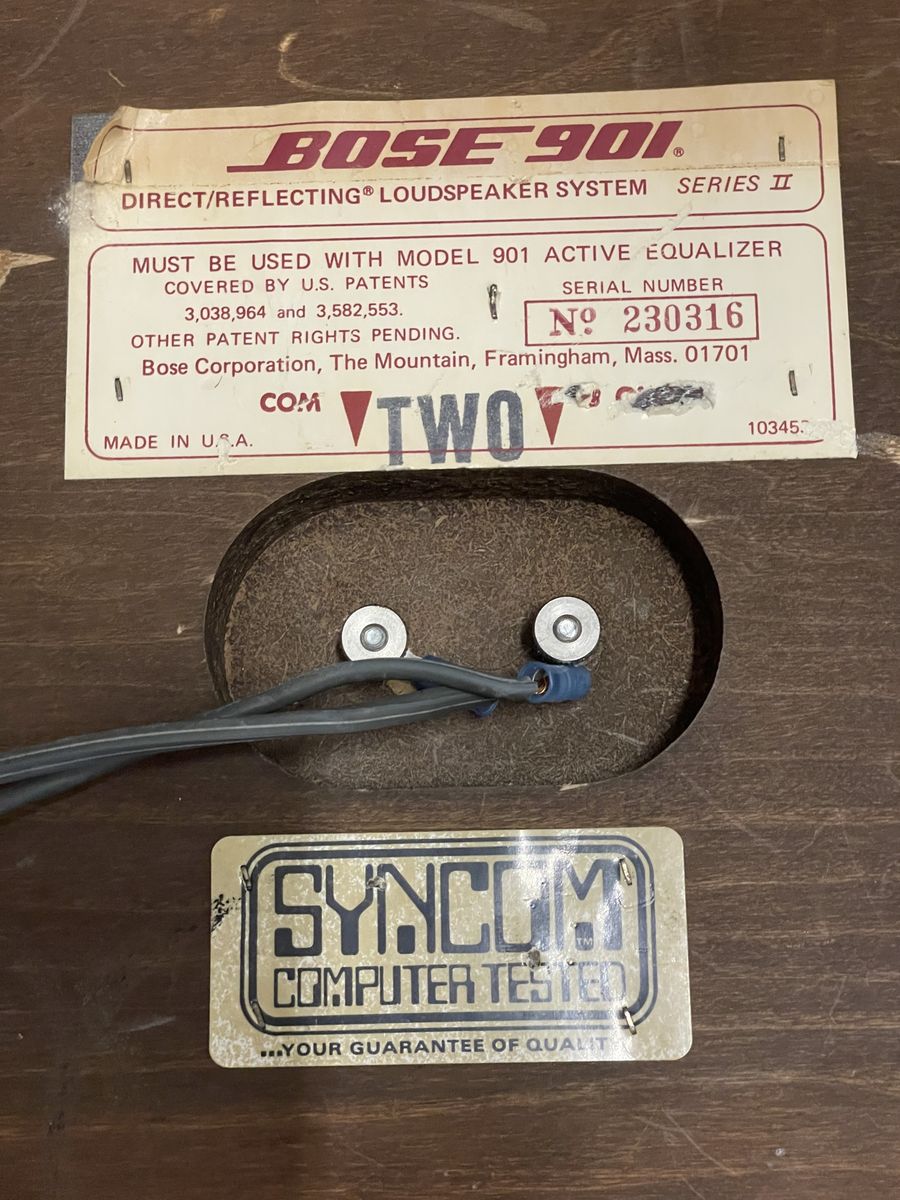 BOSE 901®
DIRECT/REFLECTING® LOUDSPEAKER SYSTEM SERIES II
MUST BE USED WITH MODEL 901 ACTIVE EQUALIZER
COVERED BY U.S. PATENTS
3,038,964 and 3,582,553.
OTHER PATENT RIGHTS PENDING.
SERIAL NUMBER
Nº 230316
Bose Corporation, The Mountain, Framingham, Mass. 01701
COM TWO
MADE IN U.S.A.
SYNCOM™
COMPUTER TESTED
...YOUR GUARANTEE OF QUALIT